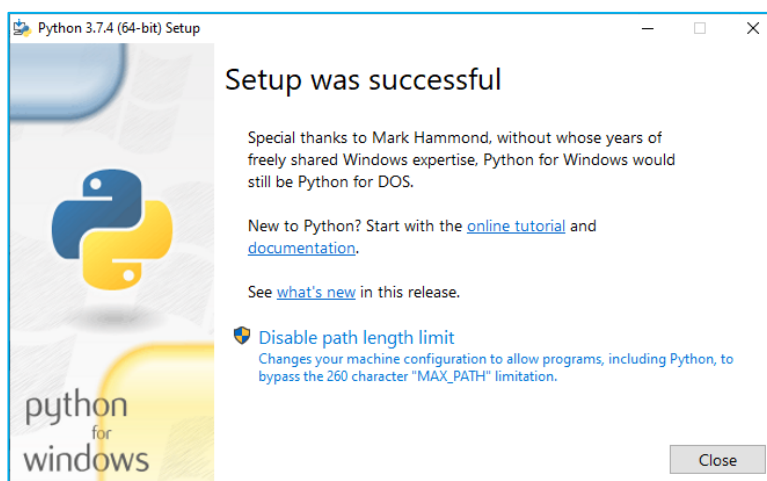 Python 3.7.4 (64-bit) Setup
Setup was successful
Special thanks to Mark Hammond, without whose years of
freely shared Windows expertise, Python for Windows would
still be Python for DOS.
New to Python? Start with the online tutorial and
documentation.
See what's new in this release.
Disable path length limit
Changes your machine configuration to allow programs, including Python, to
bypass the 260 character "MAX_PATH" limitation.
python
for
windows
Close